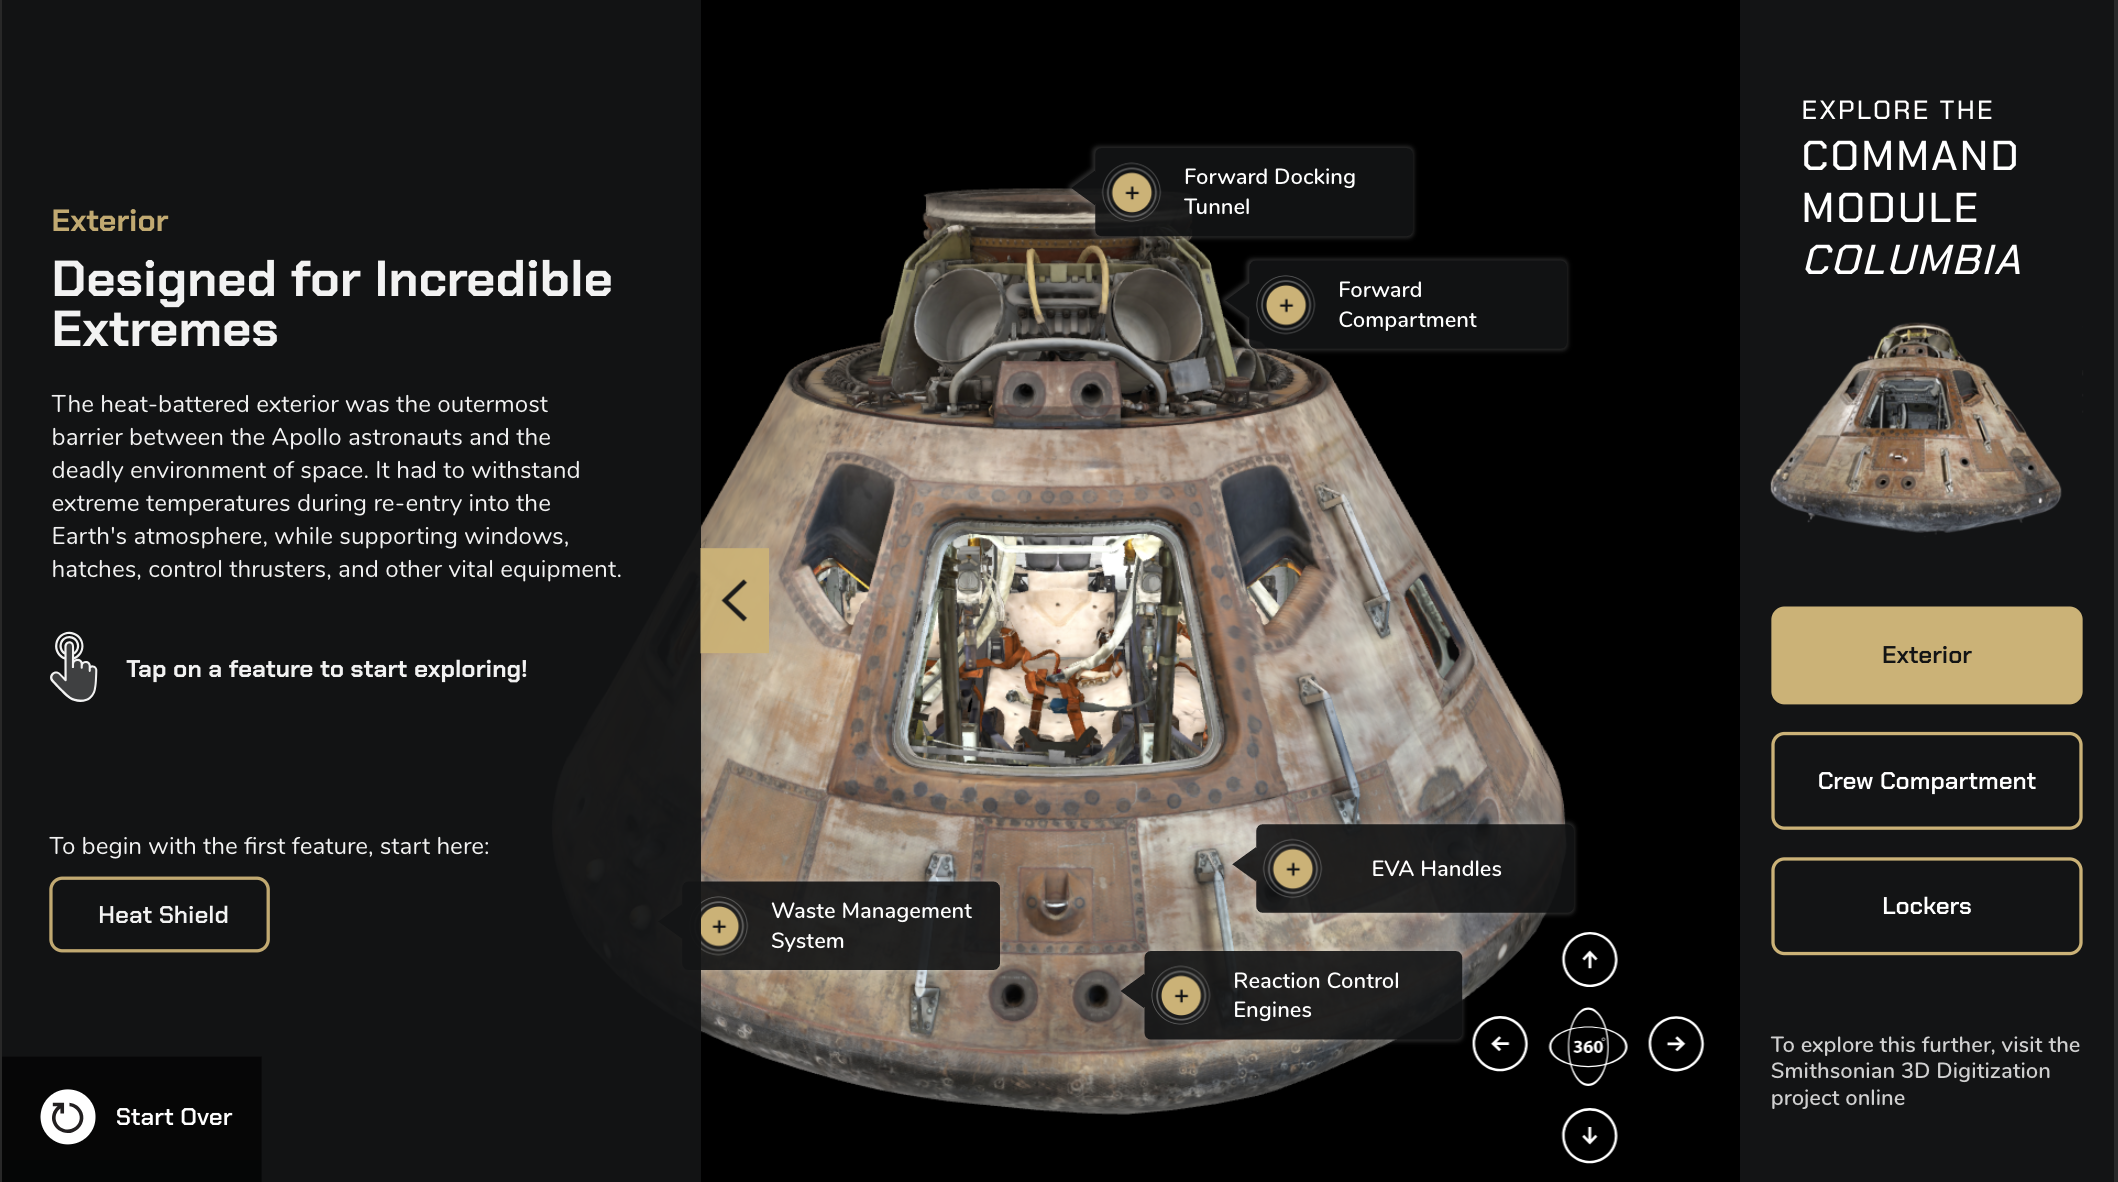 Exterior
Designed for Incredible
Extremes
The heat-battered exterior was the outermost
barrier between the Apollo astronauts and the
deadly environment of space. It had to withstand
extreme temperatures during re-entry into the
Earth's atmosphere, while supporting windows,
hatches, control thrusters, and other vital equipment.
Tap on a feature to start exploring!
To begin with the first feature, start here:
Heat Shield
Start Over
Forward Docking
Tunnel
Forward
Compartment
EVA Handles
Waste Management
System
Reaction Control
Engines
360°
EXPLORE THE
COMMAND
MODULE
COLUMBIA
Exterior
Crew Compartment
Lockers
To explore this further, visit the
Smithsonian 3D Digitization
project online